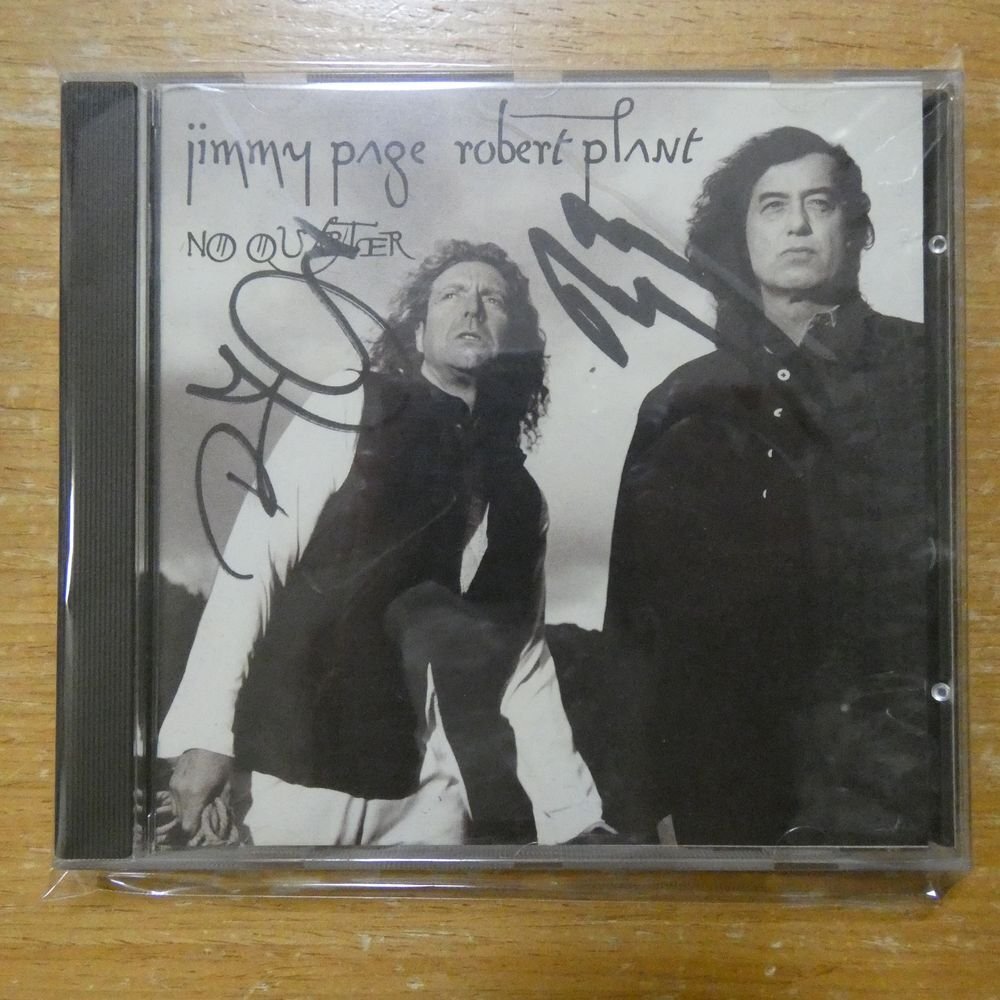 jimmy page robert plant
NO QUARTER